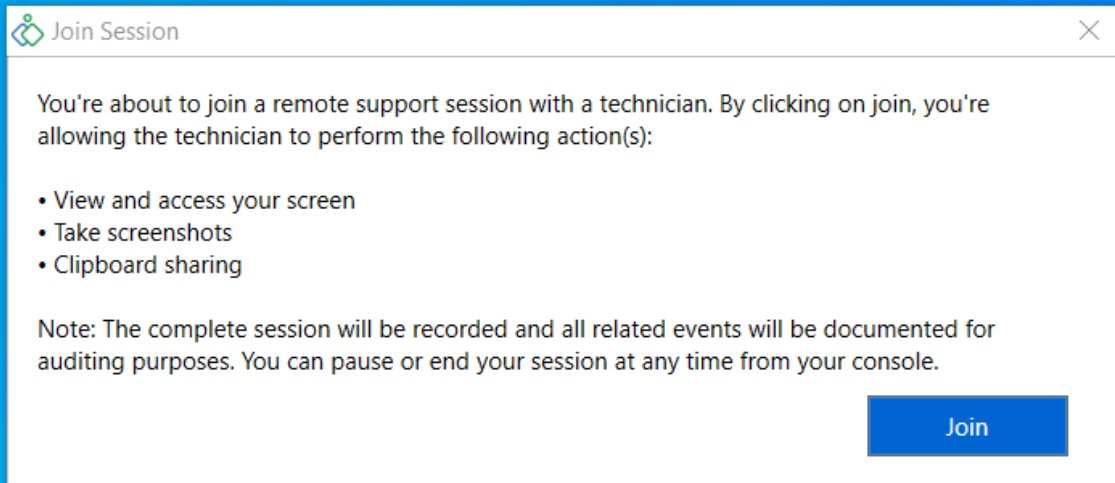 Join Session
You're about to join a remote support session with a technician. By clicking on join, you're
allowing the technician to perform the following action(s):
• View and access your screen
• Take screenshots
• Clipboard sharing
Note: The complete session will be recorded and all related events will be documented for
auditing purposes. You can pause or end your session at any time from your console.
Join